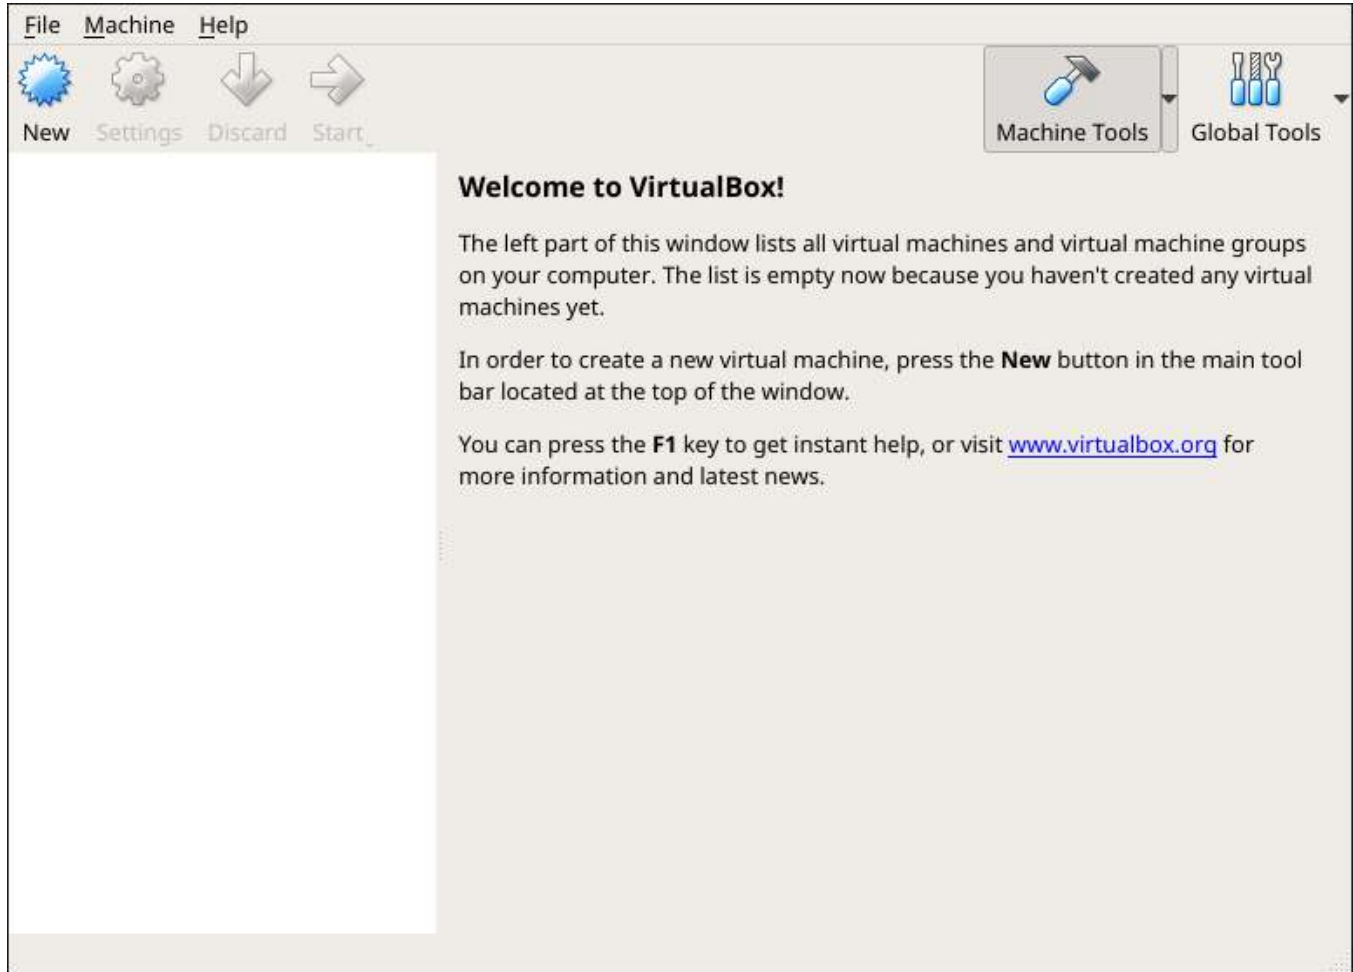 File Machine Help
New Settings Discard Start Machine Tools Global Tools
Welcome to VirtualBox!
The left part of this window lists all virtual machines and virtual machine groups
on your computer. The list is empty now because you haven't created any virtual
machines yet.
In order to create a new virtual machine, press the New button in the main tool
bar located at the top of the window.
You can press the F1 key to get instant help, or visit www.virtualbox.org for
more information and latest news.